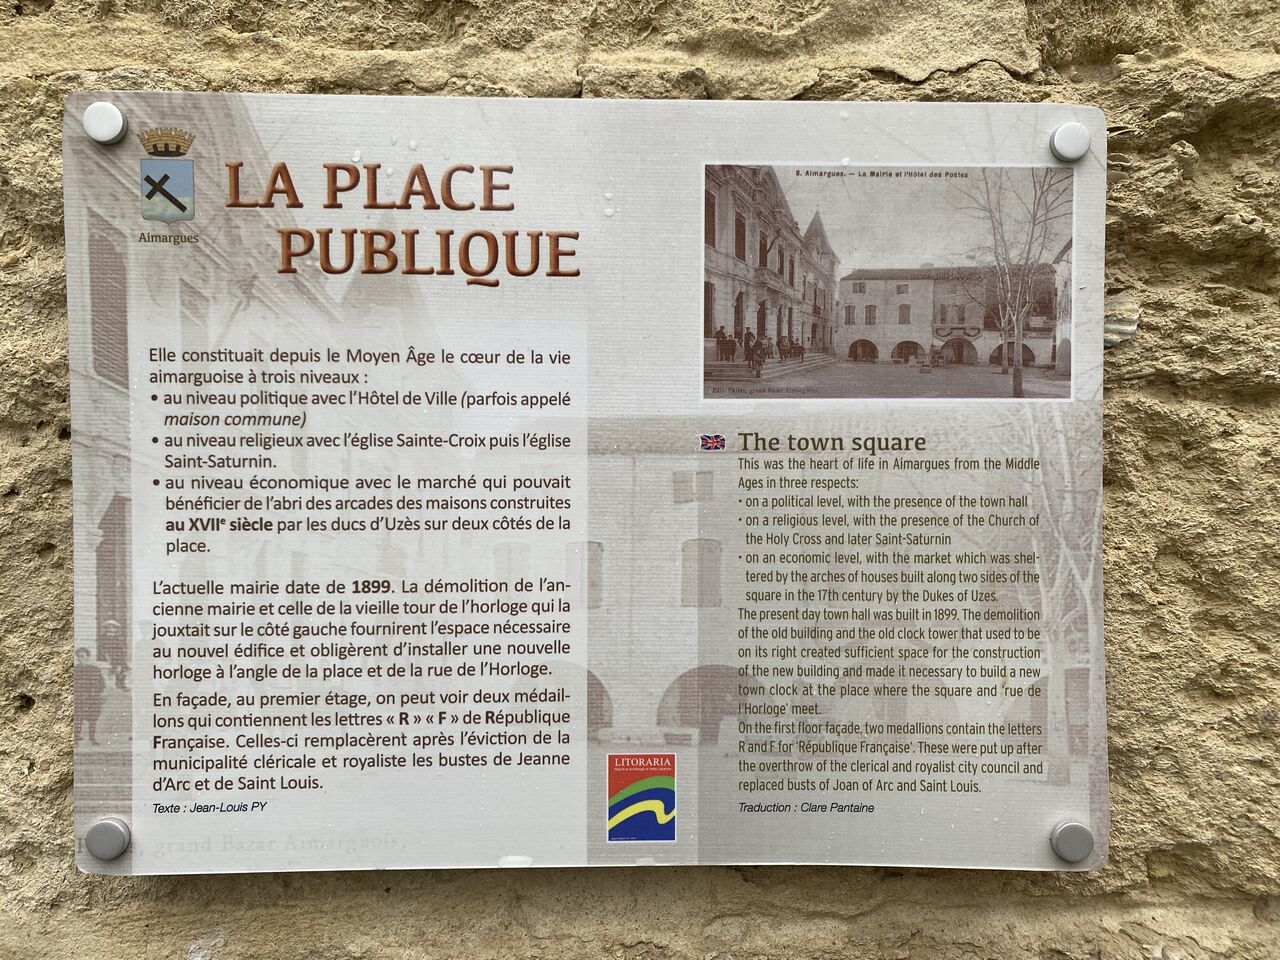 Aimargues
LA PLACE
PUBLIQUE
Elle constituait depuis le Moyen Âge le cœur de la vie
aimarguoise à trois niveaux :
• au niveau politique avec l'Hôtel de Ville (parfois appelé
maison commune)
• au niveau religieux avec l'église Sainte-Croix puis l'église
Saint-Saturnin.
• au niveau économique avec le marché qui pouvait
bénéficier de l'abri des arcades des maisons construites
au XVIIe siècle par les ducs d'Uzès sur deux côtés de la
place.
L'actuelle mairie date de 1899. La démolition de l'an-
cienne mairie et celle de la vieille tour de l'horloge qui la
jouxtait sur le côté gauche fournirent l'espace nécessaire
au nouvel édifice et obligèrent d'installer une nouvelle
horloge à l'angle de la place et de la rue de l'Horloge.
En façade, au premier étage, on peut voir deux médail-
lons qui contiennent les lettres « R » « F » de République
Française. Celles-ci remplacèrent après l'éviction de la
municipalité cléricale et royaliste les bustes de Jeanne
d'Arc et de Saint Louis.
Texte : Jean-Louis PY
, grand Bazar Aimarguois.
LITORARIA
8. Aimargues. — La Mairie et l'Hôtel des Postes
Edit. Pariès, grand Bazar Aimarguois.
The town square
This was the heart of life in Aimargues from the Middle
Ages in three respects:
• on a political level, with the presence of the town hall
• on a religious level, with the presence of the Church of
the Holy Cross and later Saint-Saturnin
• on an economic level, with the market which was shel-
tered by the arches of houses built along two sides of the
square in the 17th century by the Dukes of Uzes.
The present day town hall was built in 1899. The demolition
of the old building and the old clock tower that used to be
on its right created sufficient space for the construction
of the new building and made it necessary to build a new
town clock at the place where the square and 'rue de
l'Horloge' meet.
On the first floor façade, two medallions contain the letters
R and F for 'République Française'. These were put up after
the overthrow of the clerical and royalist city council and
replaced busts of Joan of Arc and Saint Louis.
Traduction : Clare Pantaine